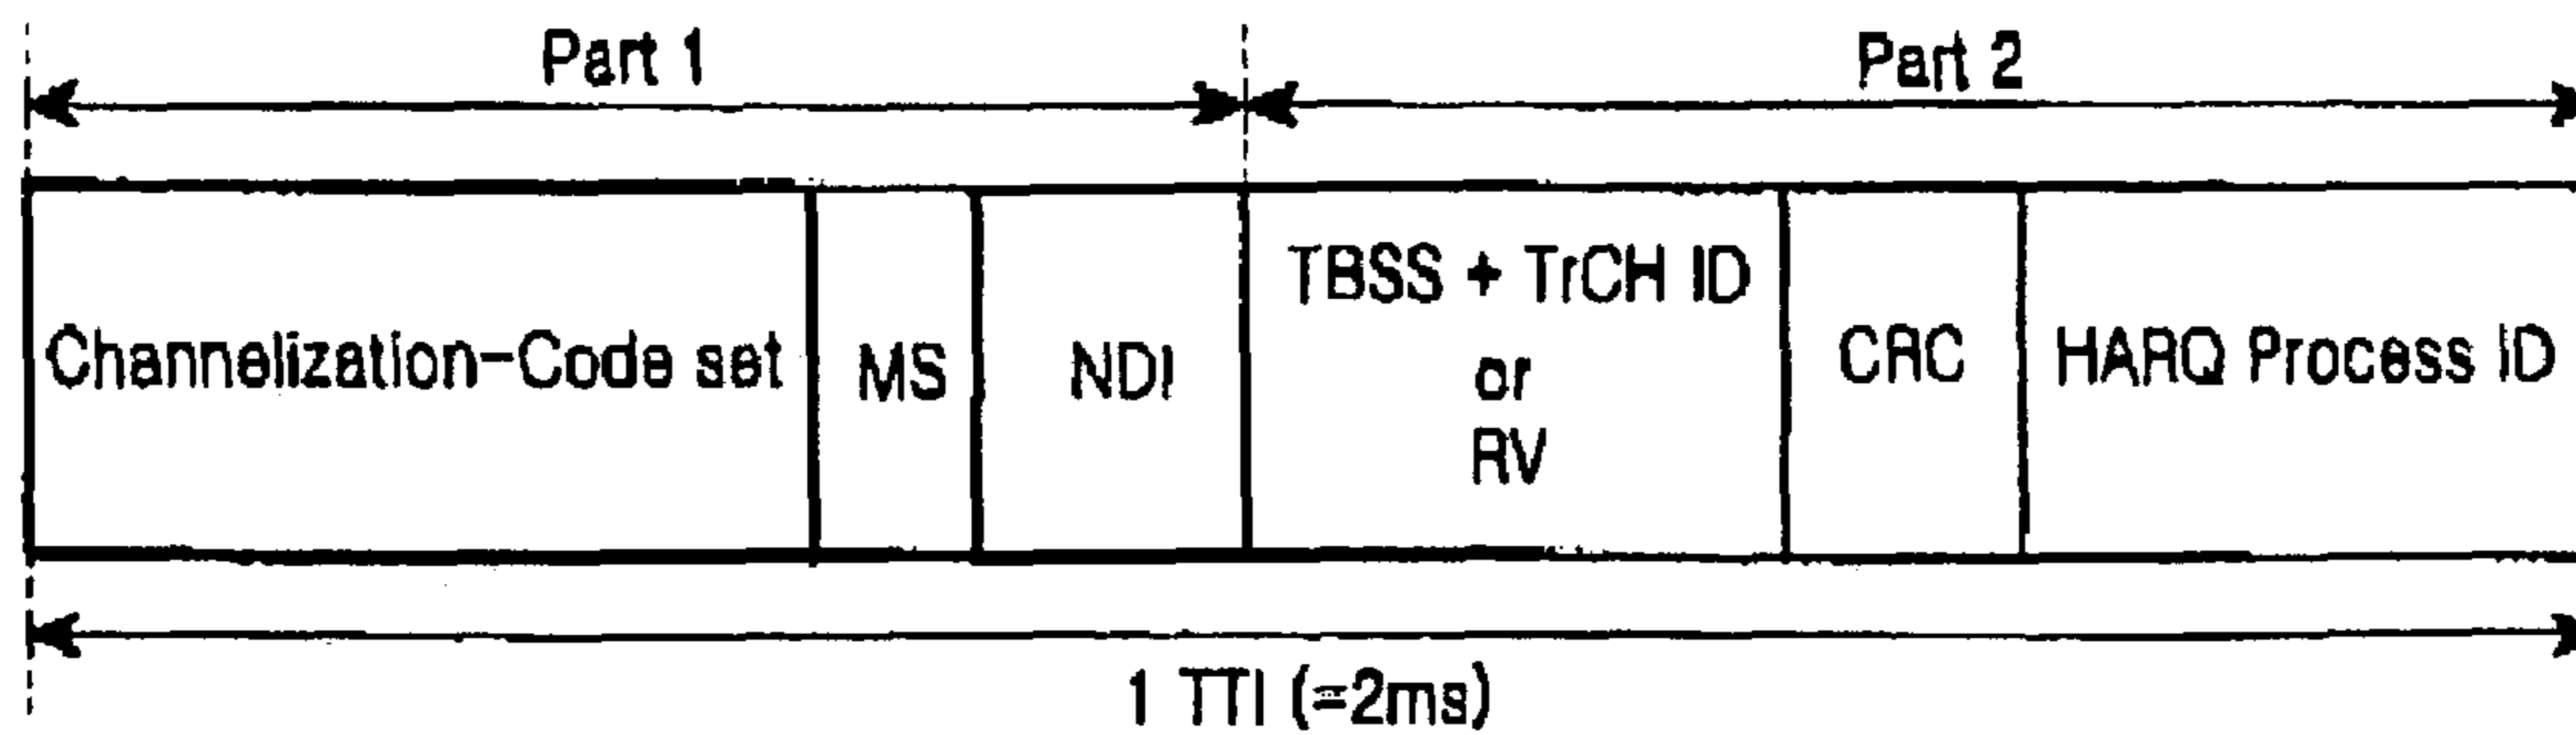 Part 1
Part 2
Channelization-Code set
MS
NDI
TBSS + TrCH ID
or
RV
CRC
HARQ Process ID
1 TTI (=2ms)